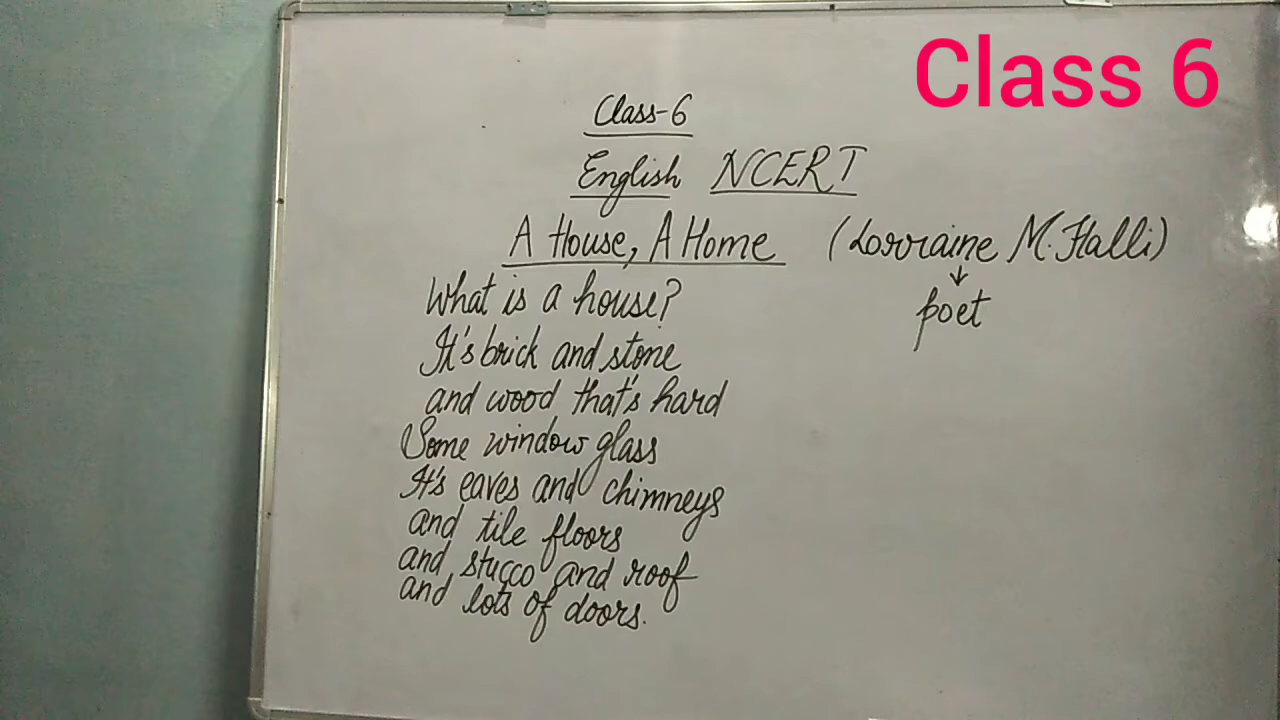 Class 6
Class-6
English NCERT
A House, A Home (Lorraine M. Halli)
poet
What is a house?
It's brick and stone
and wood that's hard
Some window glass
It's eaves and chimneys
and tile floors
and stucco and roof
and lots of doors.